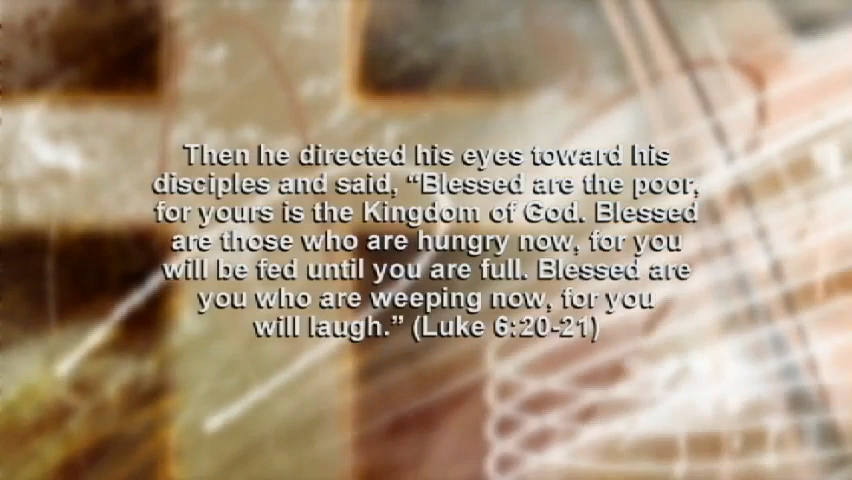 Then he directed his eyes toward his
disciples and said, “Blessed are the poor,
for yours is the Kingdom of God. Blessed
are those who are hungry now, for you
will be fed until you are full. Blessed are
you who are weeping now, for you
will laugh.” (Luke 6:20-21)